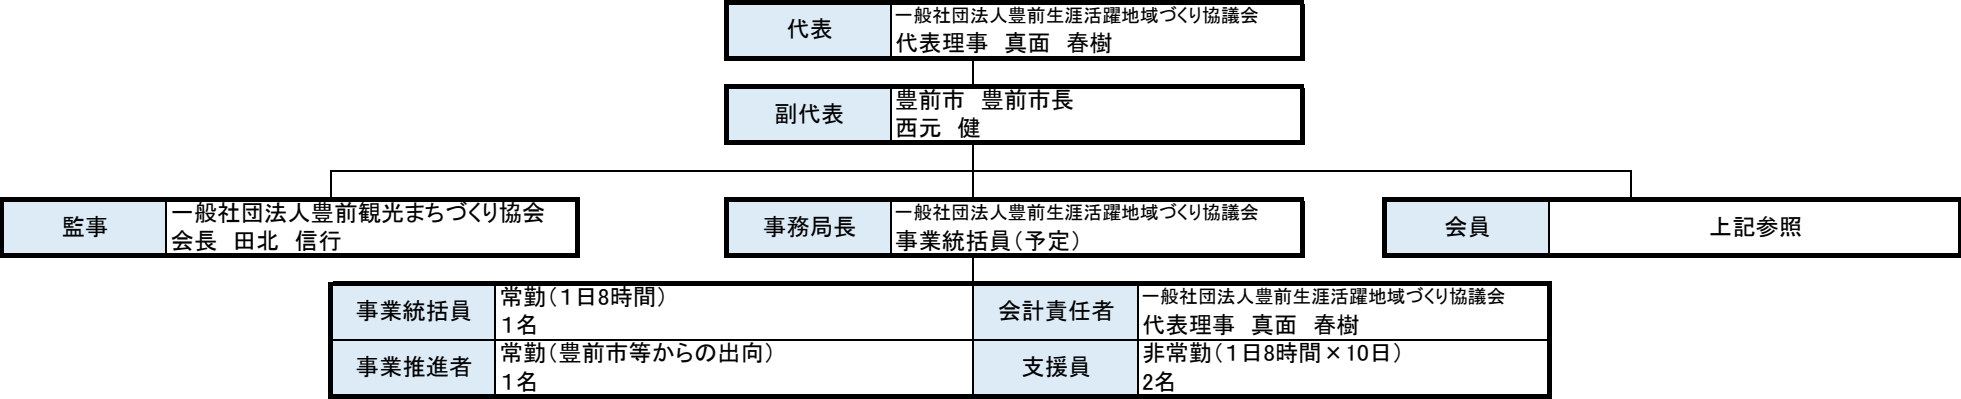 代表
一般社団法人豊前生涯活躍地域づくり協議会
代表理事　真面　春樹
副代表
豊前市　豊前市長
西元　健
監事
一般社団法人豊前観光まちづくり協会
会長　田北　信行
事務局長
一般社団法人豊前生涯活躍地域づくり協議会
事業統括員（予定）
会員
上記参照
事業統括員
常勤（１日8時間）
１名
会計責任者
一般社団法人豊前生涯活躍地域づくり協議会
代表理事　真面　春樹
事業推進者
常勤（豊前市等からの出向）
１名
支援員
非常勤（１日8時間×10日）
2名